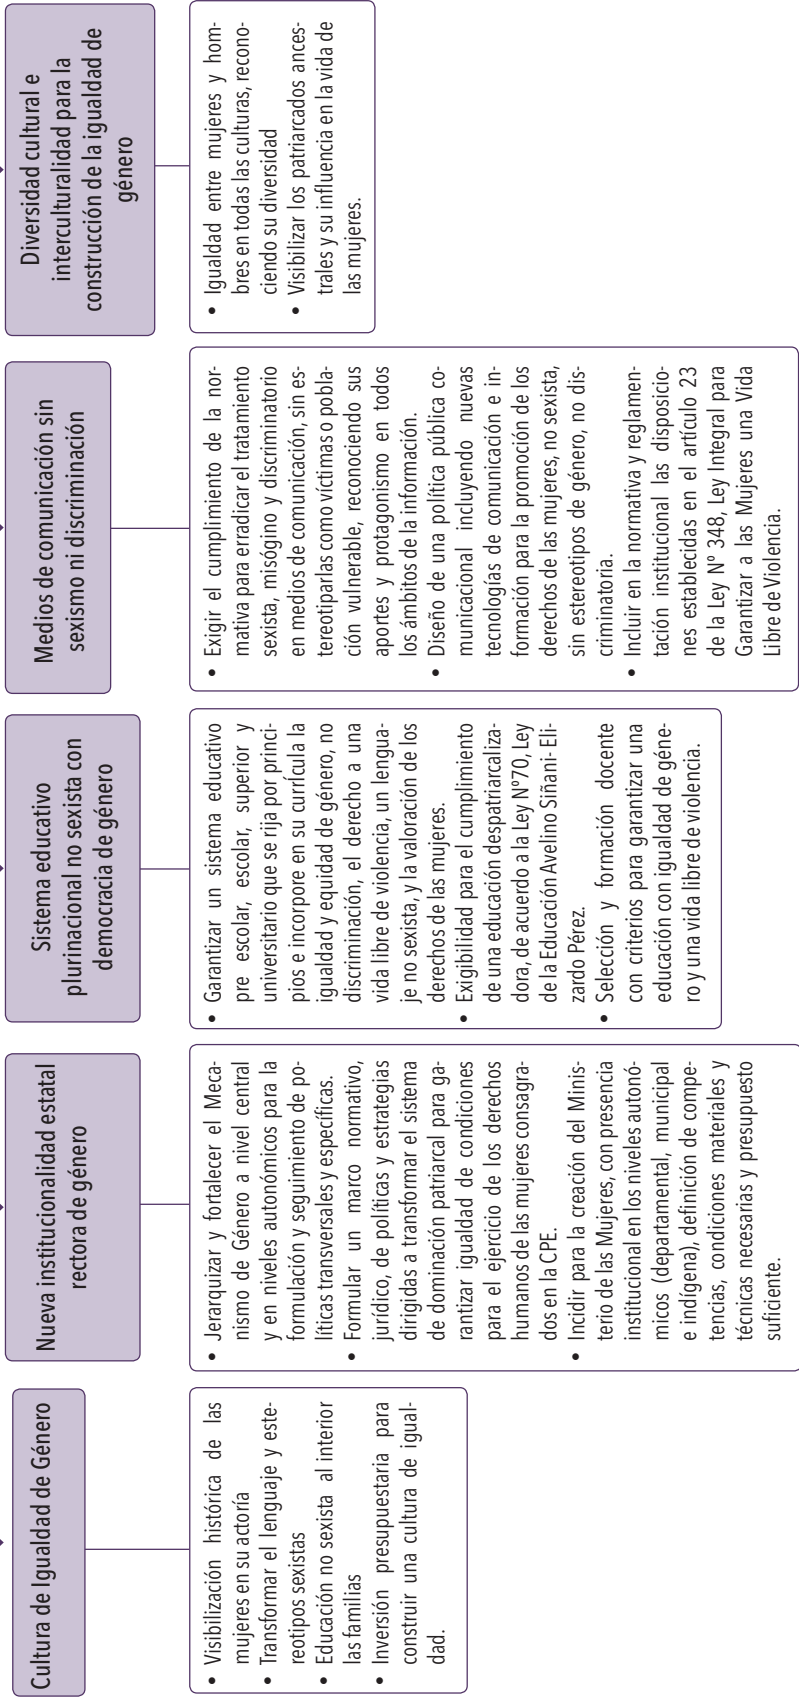 Cultura de Igualdad de Género
• Visibilización histórica de las
mujeres en su actoría
• Transformar el lenguaje y este-
reotipos sexistas
• Educación no sexista al interior
las familias
• Inversión presupuestaria para
construir una cultura de igual-
dad.
Nueva institucionalidad estatal
rectora de género
• Jerarquizar y fortalecer el Meca-
nismo de Género a nivel central
y en niveles autonómicos para la
formulación y seguimiento de po-
líticas transversales y específicas.
• Formular un marco normativo,
jurídico, de políticas y estrategias
dirigidas a transformar el sistema
de dominación patriarcal para ga-
rantizar igualdad de condiciones
para el ejercicio de los derechos
humanos de las mujeres consagra-
dos en la CPE.
• Incidir para la creación del Minis-
terio de las Mujeres, con presencia
institucional en los niveles autonó-
micos (departamental, municipal
e indígena), definición de compe-
tencias, condiciones materiales y
técnicas necesarias y presupuesto
suficiente.
Sistema educativo
plurinacional no sexista con
democracia de género
• Garantizar un sistema educativo
pre escolar, escolar, superior y
universitario que se rija por princi-
pios e incorpore en su currícula la
igualdad y equidad de género, no
discriminación, el derecho a una
vida libre de violencia, un lengua-
je no sexista, y la valoración de los
derechos de las mujeres.
• Exigibilidad para el cumplimiento
de una educación despatriarcaliza-
dora, de acuerdo a la Ley Nº70, Ley
de la Educación Avelino Siñani- Eli-
zardo Pérez.
• Selección y formación docente
con criterios para garantizar una
educación con igualdad de géne-
ro y una vida libre de violencia.
Medios de comunicación sin
sexismo ni discriminación
• Exigir el cumplimiento de la nor-
mativa para erradicar el tratamiento
sexista, misógino y discriminatorio
en medios de comunicación, sin es-
tereotiparlas como víctimas o pobla-
ción vulnerable, reconociendo sus
aportes y protagonismo en todos
los ámbitos de la información.
• Diseño de una política pública co-
municacional incluyendo nuevas
tecnologías de comunicación e in-
formación para la promoción de los
derechos de las mujeres, no sexista,
sin estereotipos de género, no dis-
criminatoria.
• Incluir en la normativa y reglamen-
tación institucional las disposicio-
nes establecidas en el artículo 23
de la Ley Nº 348, Ley Integral para
Garantizar a las Mujeres una Vida
Libre de Violencia.
Diversidad cultural e
interculturalidad para la
construcción de la igualdad de
género
• Igualdad entre mujeres y hom-
bres en todas las culturas, recono-
ciendo su diversidad
• Visibilizar los patriarcados ances-
trales y su influencia en la vida de
las mujeres.